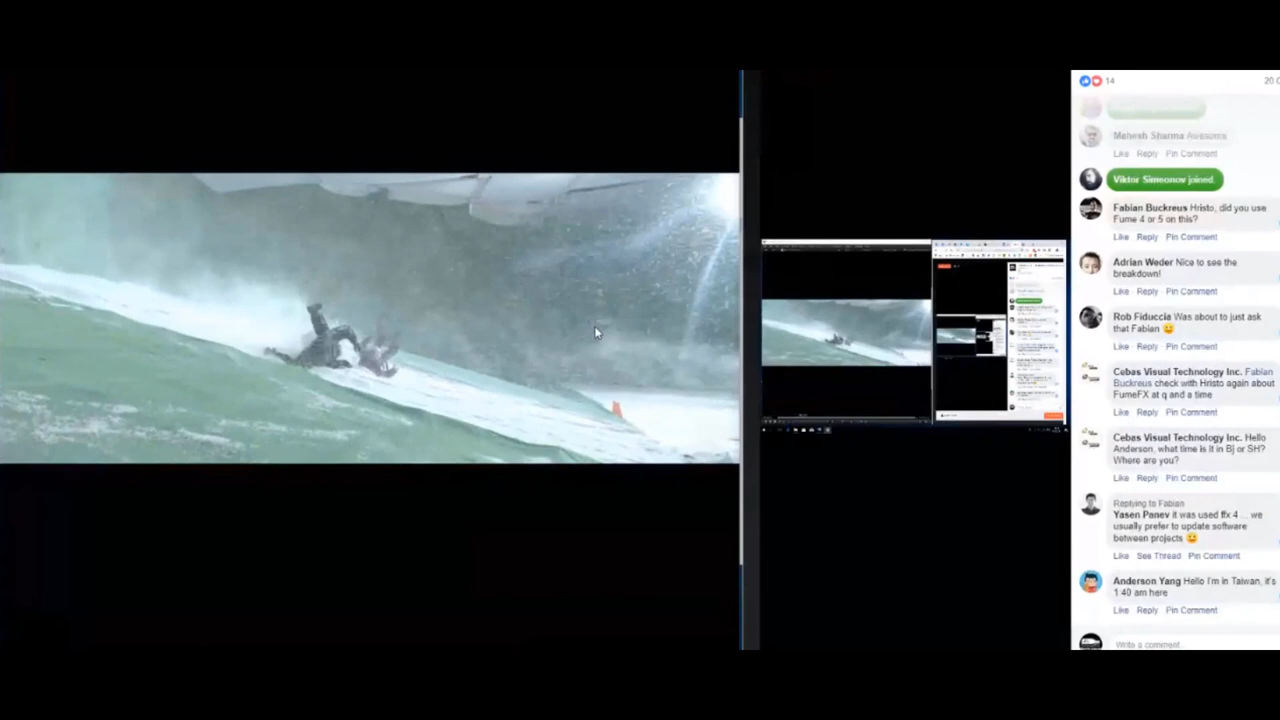 14
20
Mahesh Sharma Awesome
Like Reply Pin Comment
Viktor Simeonov joined.
Fabian Buckreus Hristo, did you use
Fume 4 or 5 on this?
Like Reply Pin Comment
Adrian Weder Nice to see the
breakdown!
Like Reply Pin Comment
Rob Fiduccia Was about to just ask
that Fabian
Like Reply Pin Comment
Cebas Visual Technology Inc. Fabian
Buckreus check with Hristo again about
FumeFX at q and a time
Like Reply Pin Comment
Cebas Visual Technology Inc. Hello
Anderson, what time is it in Bj or SH?
Where are you?
Like Reply Pin Comment
Replying to Fabian
Yasen Panev it was used ffx 4 ... we
usually prefer to update software
between projects
Like See Thread Pin Comment
Anderson Yang Hello I'm in Taiwan, it's
1:40 am here
Like Reply Pin Comment
Write a comment